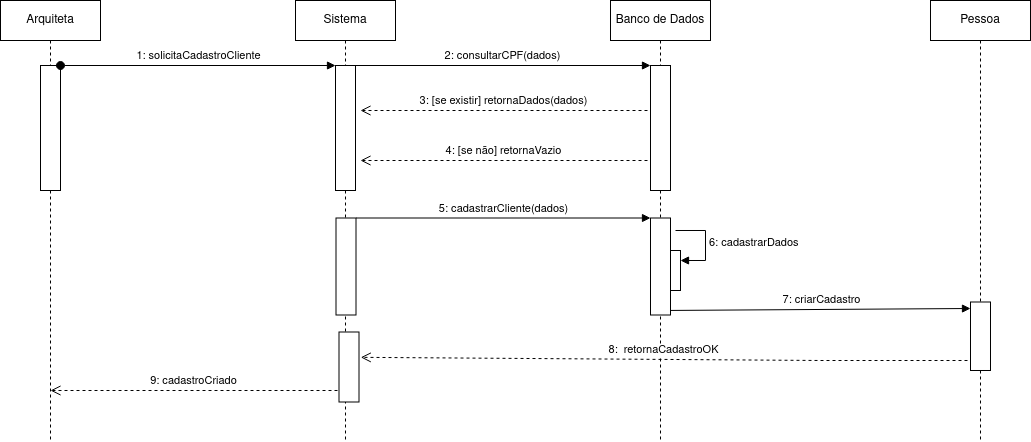 Arquiteta
Sistema
Banco de Dados
Pessoa
1: solicitaCadastroCliente
2: consultarCPF(dados)
3: [se existir] retornaDados(dados)
4: [se não] retornaVazio
5: cadastrarCliente(dados)
6: cadastrarDados
7: criarCadastro
8: retornaCadastroOK
9: cadastroCriado